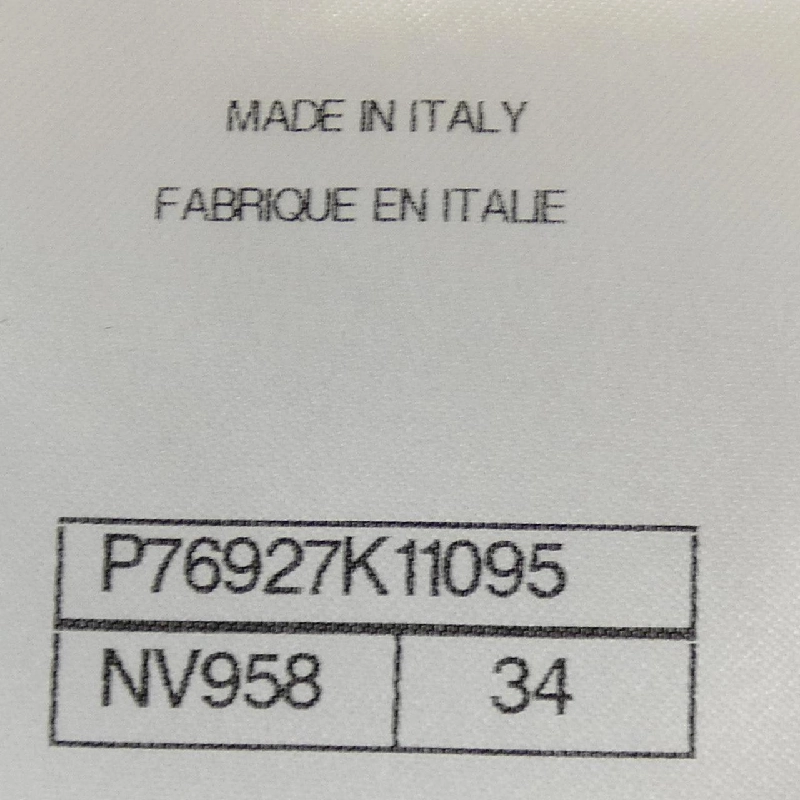 MADE IN ITALY
FABRIQUE EN ITALIE
P76927K11095
NV958 34